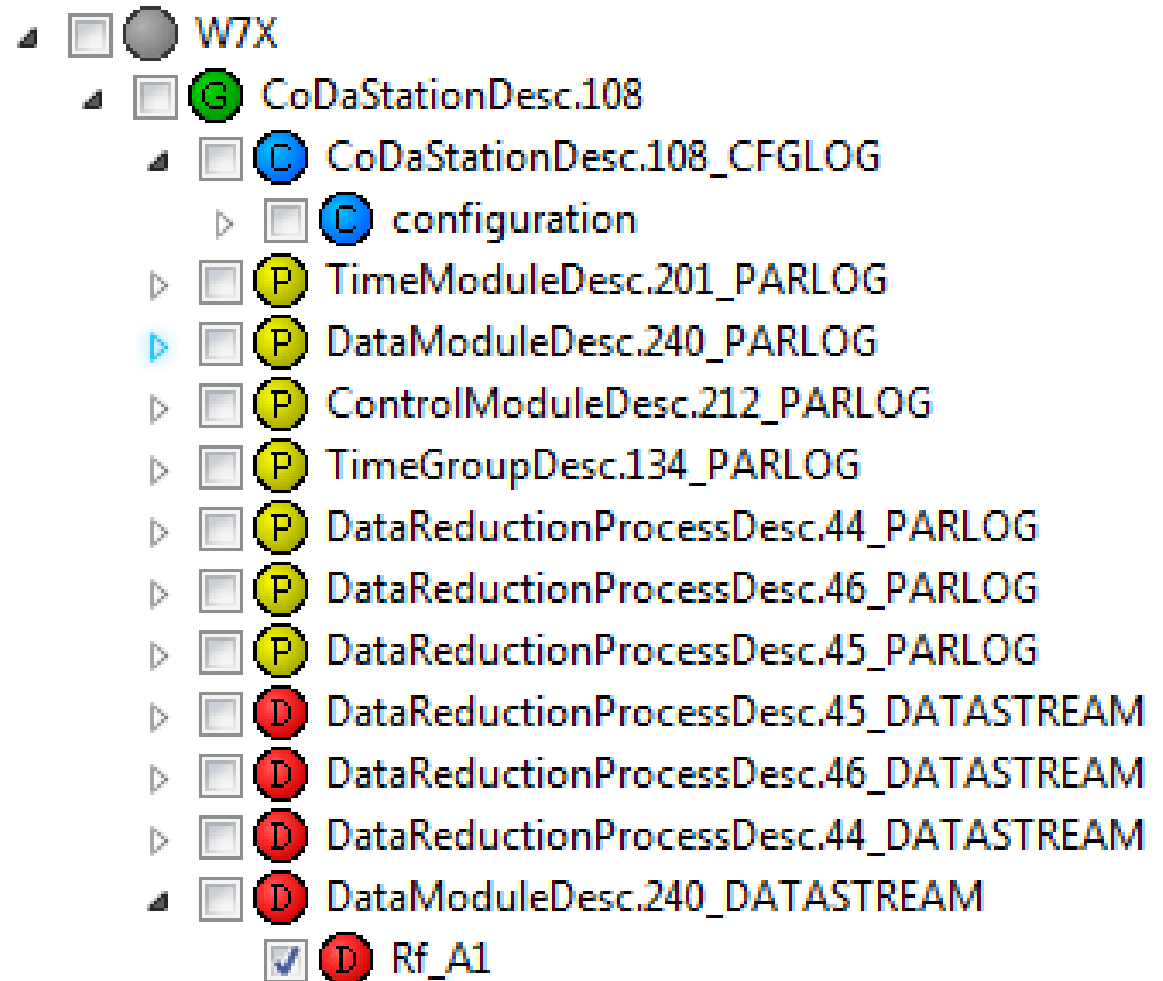 W7X
G CoDaStationDesc.108
C CoDaStationDesc.108_CFGLOG
C configuration
P TimeModuleDesc.201_PARLOG
P DataModuleDesc.240_PARLOG
P ControlModuleDesc.212_PARLOG
P TimeGroupDesc.134_PARLOG
P DataReductionProcessDesc.44_PARLOG
P DataReductionProcessDesc.46_PARLOG
P DataReductionProcessDesc.45_PARLOG
D DataReductionProcessDesc.45_DATASTREAM
D DataReductionProcessDesc.46_DATASTREAM
D DataReductionProcessDesc.44_DATASTREAM
D DataModuleDesc.240_DATASTREAM
D Rf_A1